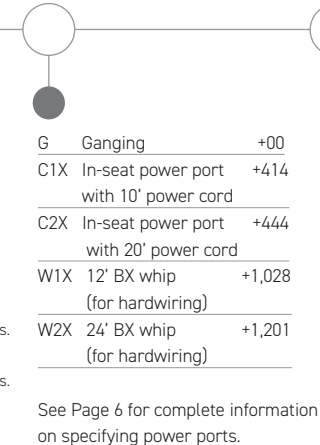 G Ganging +00
C1X In-seat power port +414
with 10' power cord
C2X In-seat power port +444
with 20' power cord
W1X 12' BX whip +1,028
(for hardwiring)
s. W2X 24' BX whip +1,201
(for hardwiring)
s.
See Page 6 for complete information
on specifying power ports.